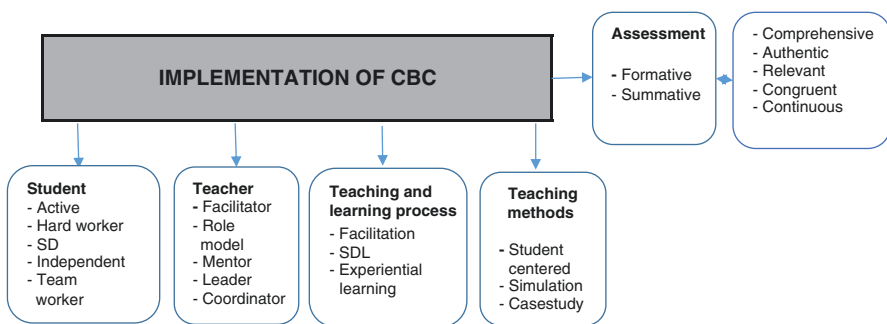 IMPLEMENTATION OF CBC
Assessment
- Formative
- Summative
- Comprehensive
- Authentic
- Relevant
- Congruent
- Continuous
Student
- Active
- Hard worker
- SD
- Independent
- Team
worker
Teacher
- Facilitator
- Role
model
- Mentor
- Leader
- Coordinator
Teaching and
learning process
- Facilitation
- SDL
- Experiential
learning
Teaching
methods
- Student
centered
- Simulation
- Casestudy